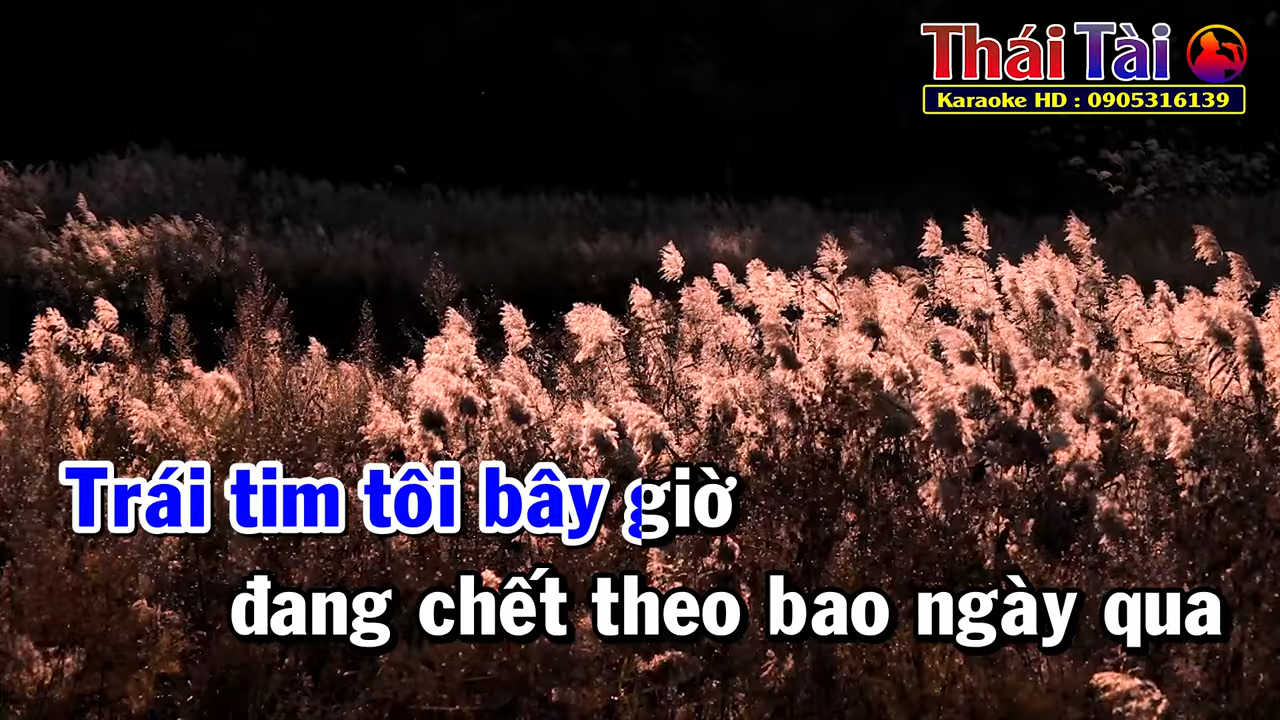 Thái Tài
Karaoke HD : 0905316139
Trái tim tôi bây giờ
đang chết theo bao ngày qua